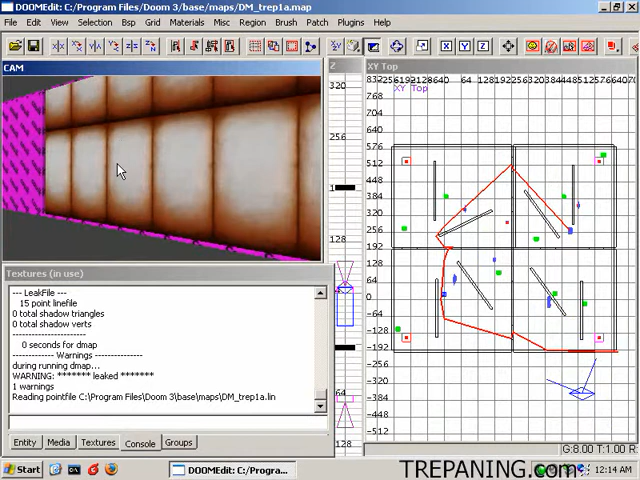 DOOMEdit: C:/Program Files/Doom 3/base/maps/DM_trep1a.map
File Edit View Selection Bsp Grid Materials Misc Region Patch Plugins Help
CAM
Z
XY Top
XY Top
320
256
192
128
64
128
768
704
640
576
512
448
384
320
256
192
128
64
0
-64
-128
-192
-256
-320
-384
-448
-512
Textures (in use)
--- LeakFile ---
15 point linefile
0 total shadow triangles
0 total shadow verts
0 seconds for dmap
Warnings
during running dmap...
WARNING: ******* leaked *******
1 warnings
Reading pointfile C:\Program Files\Doom 3\base\maps\DM_trep1a.lin
Entity Media Textures Console Groups
G:8.00 T:1.00 R:
Start DOOMEdit: C:/Progra... 12:14 AM
TREPANING.com